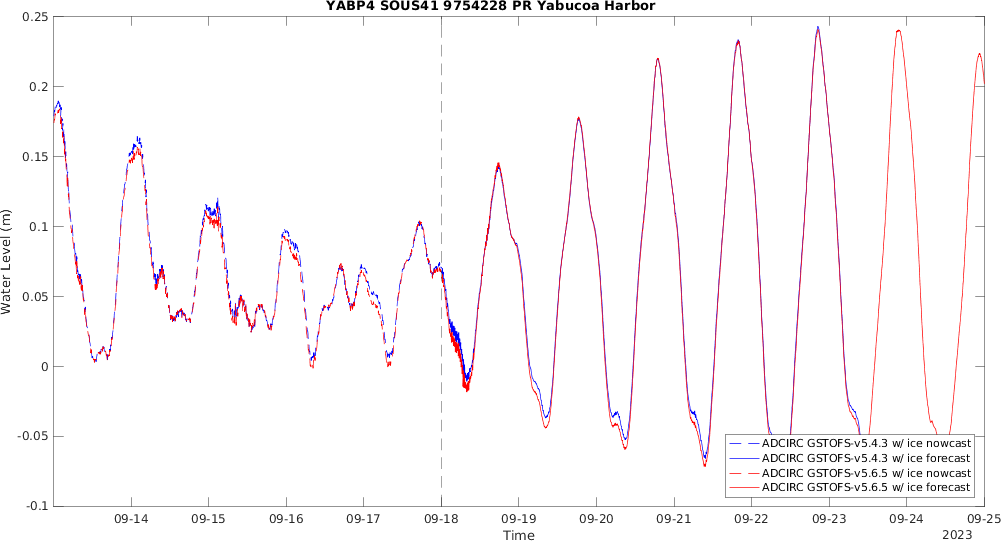 YABP4 SOUS41 9754228 PR Yabucoa Harbor
0.25
0.2
0.15
0.1
0.05
0
-0.05
-0.1
Water Level (m)
ADCIRC GSTOFS-v5.4.3 w/ ice nowcast
ADCIRC GSTOFS-v5.4.3 w/ ice forecast
ADCIRC GSTOFS-v5.6.5 w/ ice nowcast
ADCIRC GSTOFS-v5.6.5 w/ ice forecast
09-14 09-15 09-16 09-17 09-18 09-19 09-20 09-21 09-22 09-23 09-24 09-25
Time
2023